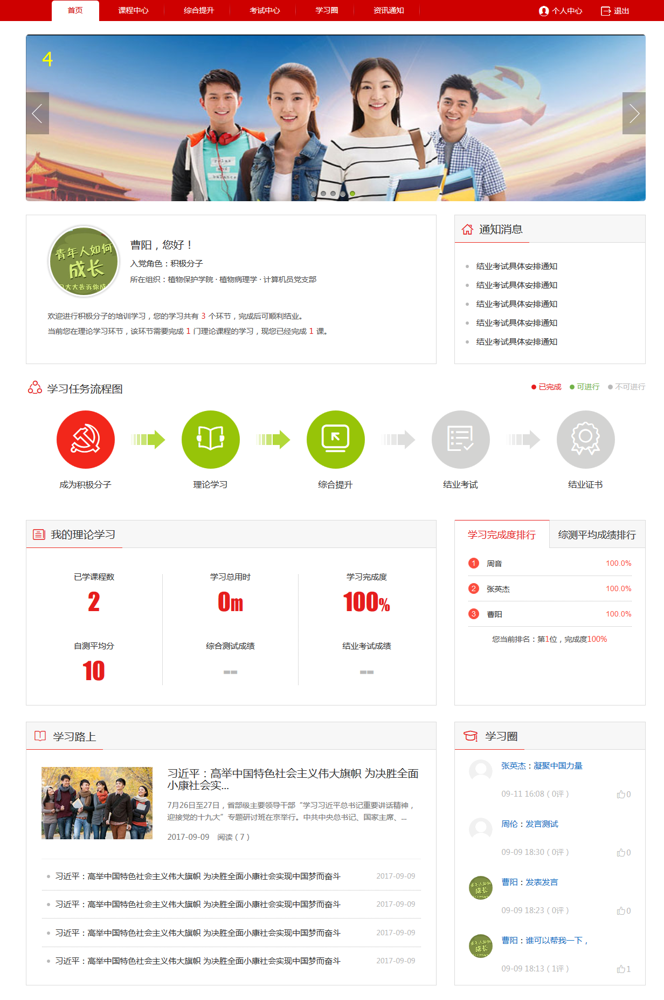 首页 课程中心 综合提升 考试中心 学习圈 资讯通知 个人中心 退出
4
relax
and
balance
青年人如何
成长
曹阳，您好！
入党角色：积极分子
所在组织：植物保护学院 · 植物病理学 · 计算机员党支部
欢迎进行积极分子的培训学习，您的学习共有 3 个环节，完成后可顺利结业。
当前您在理论学习环节，该环节需要完成 1 门理论课程的学习，现您已经完成 1 课。
通知消息
结业考试具体安排通知
结业考试具体安排通知
结业考试具体安排通知
结业考试具体安排通知
结业考试具体安排通知
学习任务流程图
已完成 可进行 不可进行
成为积极分子 理论学习 综合提升 结业考试 结业证书
我的理论学习
已学课程数 学习总用时 学习完成度
2 0m 100%
自测平均分 综合测试成绩 结业考试成绩
10 -- --
学习完成度排行 综测平均成绩排行
1 周音 100.0%
2 张英杰 100.0%
3 曹阳 100.0%
您当前排名：第1位，完成度100%
学习路上
习近平：高举中国特色社会主义伟大旗帜 为决胜全面
小康社会实...
7月26日至27日，省部级主要领导干部“学习习近平总书记重要讲话精神，
迎接党的十九大”专题研讨班在京举行。中共中央总书记、国家主席、...
2017-09-09 阅读（7）
习近平：高举中国特色社会主义伟大旗帜 为决胜全面小康社会实现中国梦而奋斗 2017-09-09
习近平：高举中国特色社会主义伟大旗帜 为决胜全面小康社会实现中国梦而奋斗 2017-09-09
习近平：高举中国特色社会主义伟大旗帜 为决胜全面小康社会实现中国梦而奋斗 2017-09-09
习近平：高举中国特色社会主义伟大旗帜 为决胜全面小康社会实现中国梦而奋斗 2017-09-09
学习圈
张英杰：凝聚中国力量
09-11 16:08（0评） 0
周伦：发言测试
09-09 18:30（0评） 0
曹阳：发表发言
09-09 18:23（0评） 0
曹阳：谁可以帮我一下，
09-09 18:13（1评） 1